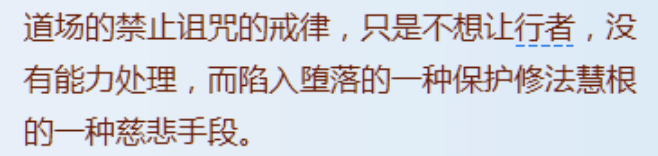 道场的禁止诅咒的戒律，只是不想让行者，没
有能力处理，而陷入堕落的一种保护修法慧根
的一种慈悲手段。